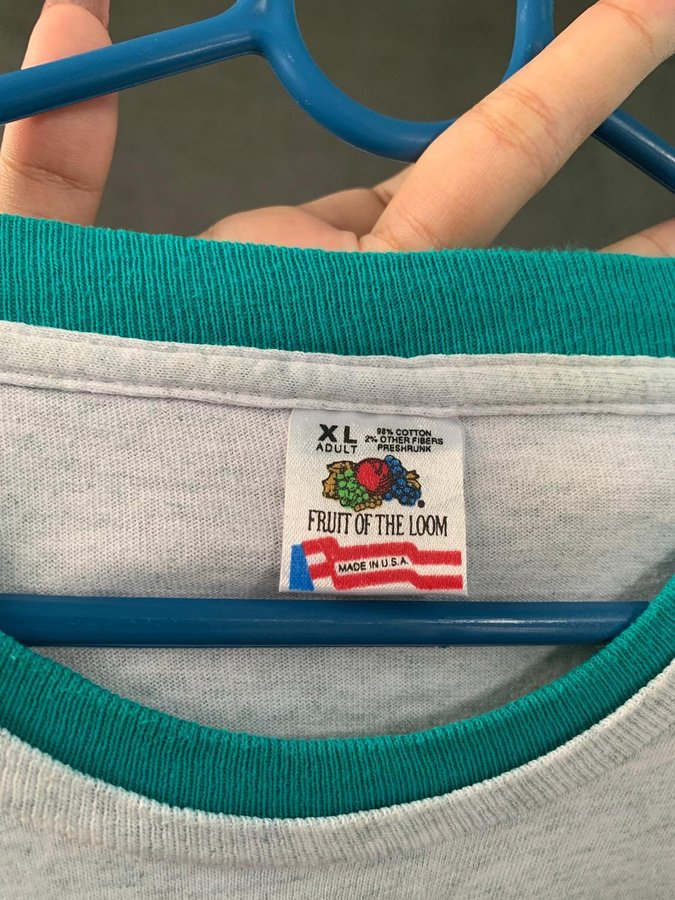 XL
ADULT
98% COTTON
2% OTHER FIBERS
PRESHRUNK
FRUIT OF THE LOOM
MADE IN U.S.A.